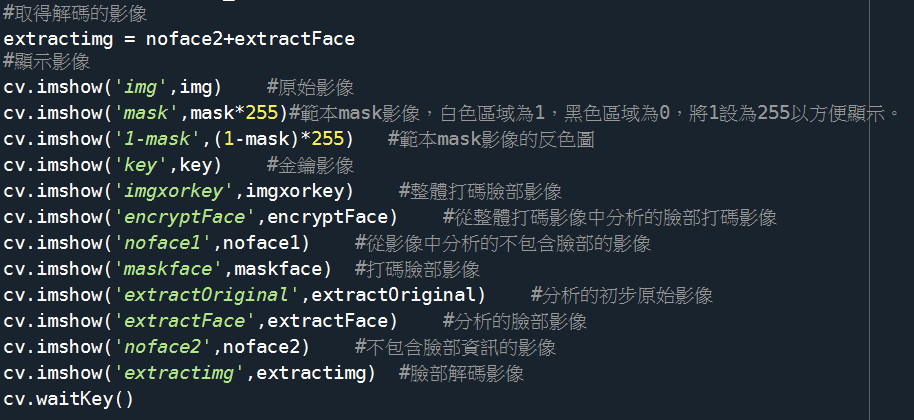 #取得解碼的影像
extractimg = noface2+extractFace
#顯示影像
cv.imshow('img',img)    #原始影像
cv.imshow('mask',mask*255)#範本mask影像，白色區域為1，黑色區域為0，將1設為255以方便顯示。
cv.imshow('1-mask',(1-mask)*255)   #範本mask影像的反色圖
cv.imshow('key',key)    #金鑰影像
cv.imshow('imgxorkey',imgxorkey)    #整體打碼臉部影像
cv.imshow('encryptFace',encryptFace)    #從整體打碼影像中分析的臉部打碼影像
cv.imshow('noface1',noface1)    #從影像中分析的不包含臉部的影像
cv.imshow('maskface',maskface)  #打碼臉部影像
cv.imshow('extractOriginal',extractOriginal)    #分析的初步原始影像
cv.imshow('extractFace',extractFace)    #分析的臉部影像
cv.imshow('noface2',noface2)    #不包含臉部資訊的影像
cv.imshow('extractimg',extractimg)  #臉部解碼影像
cv.waitKey()